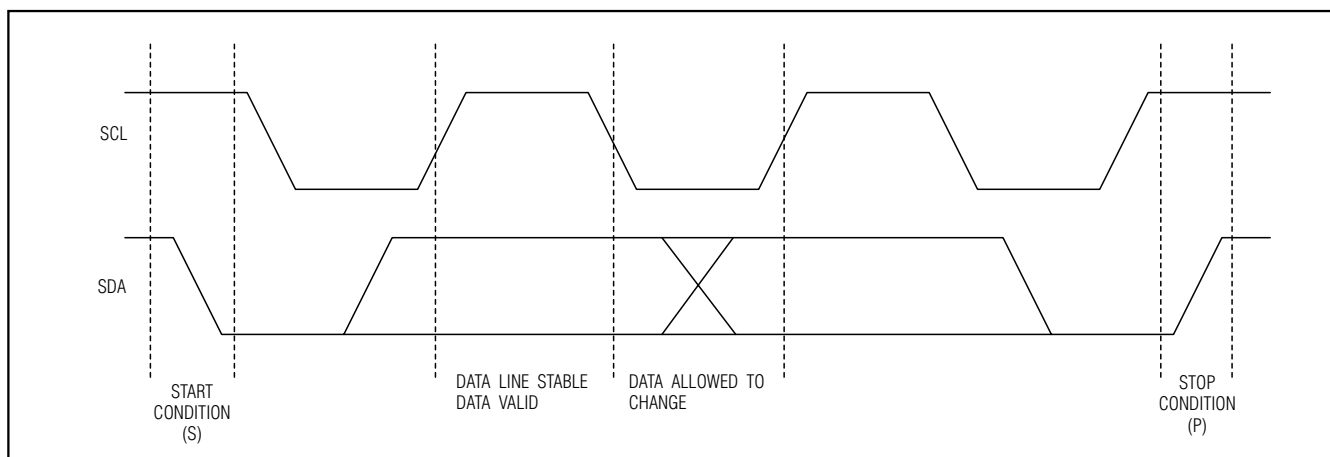 SCL
SDA
START
CONDITION
(S)
DATA LINE STABLE
DATA VALID
DATA ALLOWED TO
CHANGE
STOP
CONDITION
(P)